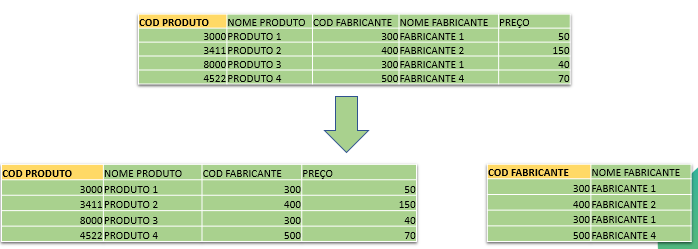 COD PRODUTO NOME PRODUTO COD FABRICANTE NOME FABRICANTE PREÇO
3000 PRODUTO 1 300 FABRICANTE 1 50
3411 PRODUTO 2 400 FABRICANTE 2 150
8000 PRODUTO 3 300 FABRICANTE 1 40
4522 PRODUTO 4 500 FABRICANTE 4 70
COD PRODUTO NOME PRODUTO COD FABRICANTE PREÇO
3000 PRODUTO 1 300 50
3411 PRODUTO 2 400 150
8000 PRODUTO 3 300 40
4522 PRODUTO 4 500 70
COD FABRICANTE NOME FABRICANTE
300 FABRICANTE 1
400 FABRICANTE 2
300 FABRICANTE 1
500 FABRICANTE 4